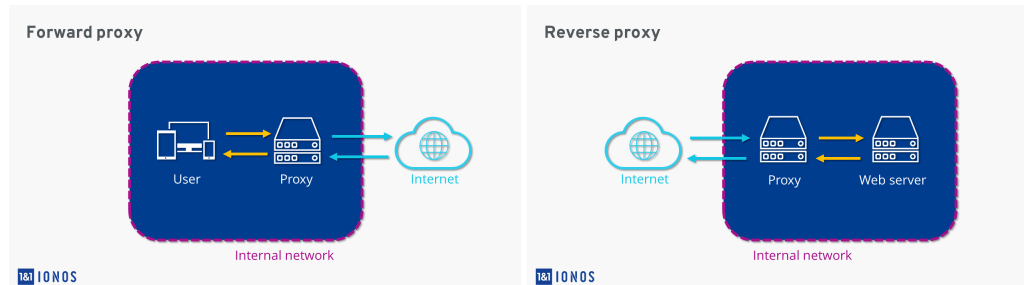 Forward proxy
User
Proxy
Internet
Internal network
1&1 IONOS
Reverse proxy
Internet
Proxy
Web server
Internal network
1&1 IONOS